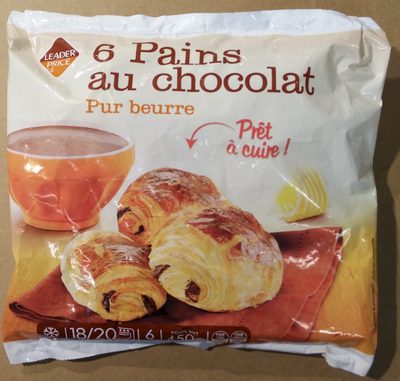 LEADER
PRICE
6 Pains
au chocolat
Pur beurre
Prêt
à cuire !
18/20
6
450